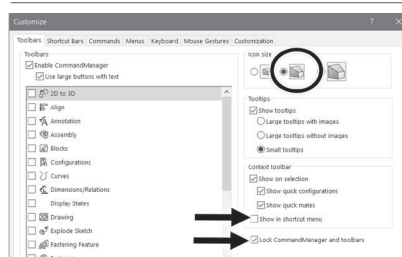 Customize
Toolbars Shortcut Bars Commands Menus Keyboard Mouse Gestures Customization
Toolbars
Enable CommandManager
Use large buttons with text
2D to 3D
Align
Annotation
Assembly
Blocks
Configurations
Curves
Dimensions/Relations
Display States
Drawing
Explode Sketch
Fastening Feature
Icon size
Tooltips
Show tooltips
Large tooltips with images
Large tooltips without images
Small tooltips
Context toolbar
Show on selection
Show quick configurations
Show quick mates
Show in shortcut menu
Lock CommandManager and toolbars